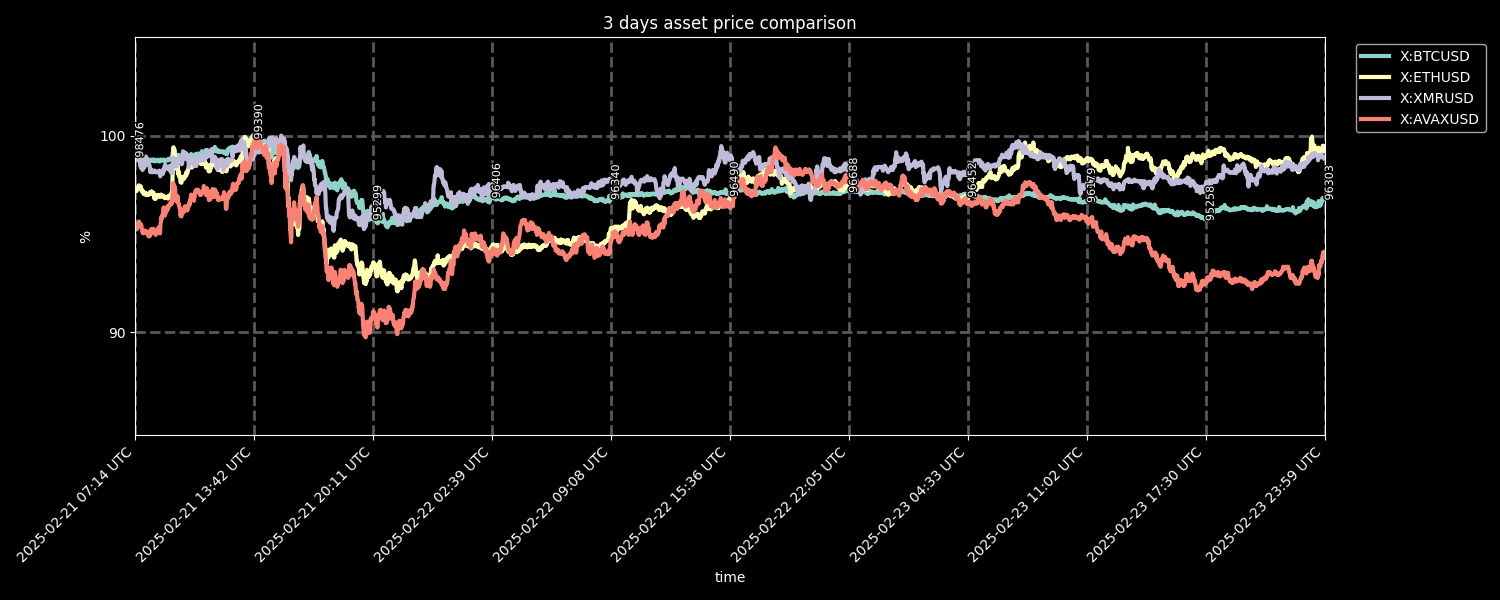 3 days asset price comparison
X:BTCUSD
X:ETHUSD
X:XMRUSD
X:AVAXUSD
%
100
90
98476
99390
95299
96406
96340
96490
96688
96452
96179
95258
96303
2025-02-21 07:14 UTC
2025-02-21 13:42 UTC
2025-02-21 20:11 UTC
2025-02-22 02:39 UTC
2025-02-22 09:08 UTC
2025-02-22 15:36 UTC
2025-02-22 22:05 UTC
2025-02-23 04:33 UTC
2025-02-23 11:02 UTC
2025-02-23 17:30 UTC
2025-02-23 23:59 UTC
time